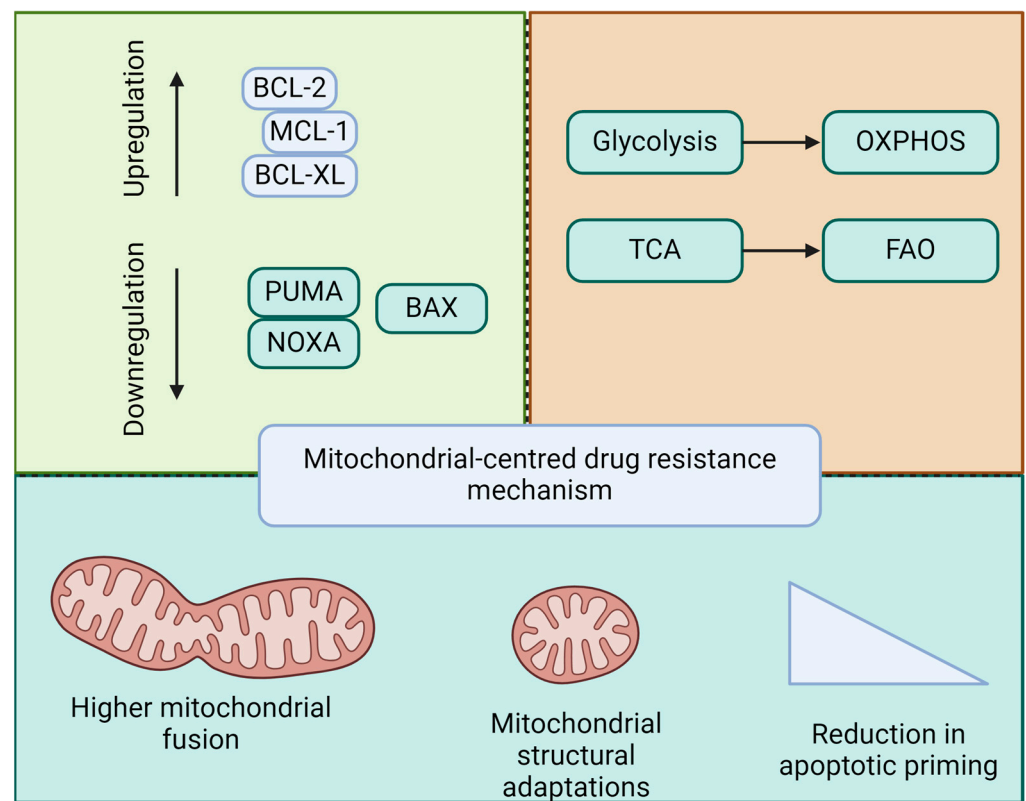 Upregulation
BCL-2
MCL-1
BCL-XL
Downregulation
PUMA
NOXA
BAX
Glycolysis
OXPHOS
TCA
FAO
Mitochondrial-centred drug resistance
mechanism
Higher mitochondrial
fusion
Mitochondrial
structural
adaptations
Reduction in
apoptotic priming